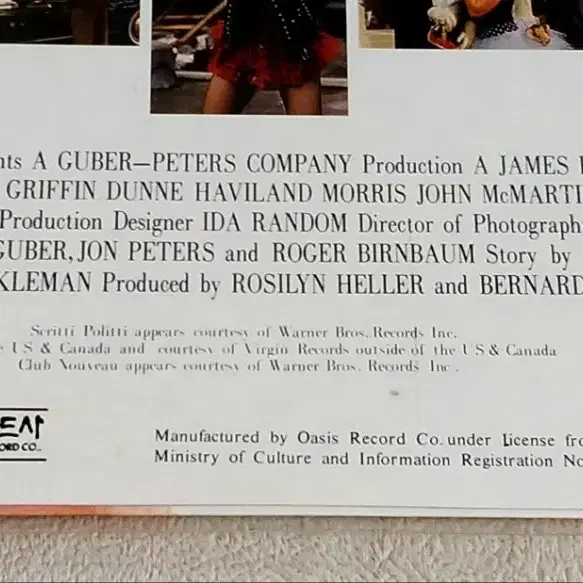 nts A GUBER—PETERS COMPANY Production A JAMES
GRIFFIN DUNNE HAVILAND MORRIS JOHN McMARTI
Production Designer IDA RANDOM Director of Photograph
GUBER, JON PETERS and ROGER BIRNBAUM Story by
KLEMAN Produced by ROSILYN HELLER and BERNARD
Scritti Politti appears courtesy of Warner Bros. Records Inc.
e US & Canada and courtesy of Virgin Records outside of the US & Canada
Club Nouveau appears courtesy of Warner Bros. Records Inc.
ORD CO.
Manufactured by Oasis Record Co. under License fro
Ministry of Culture and Information Registration No